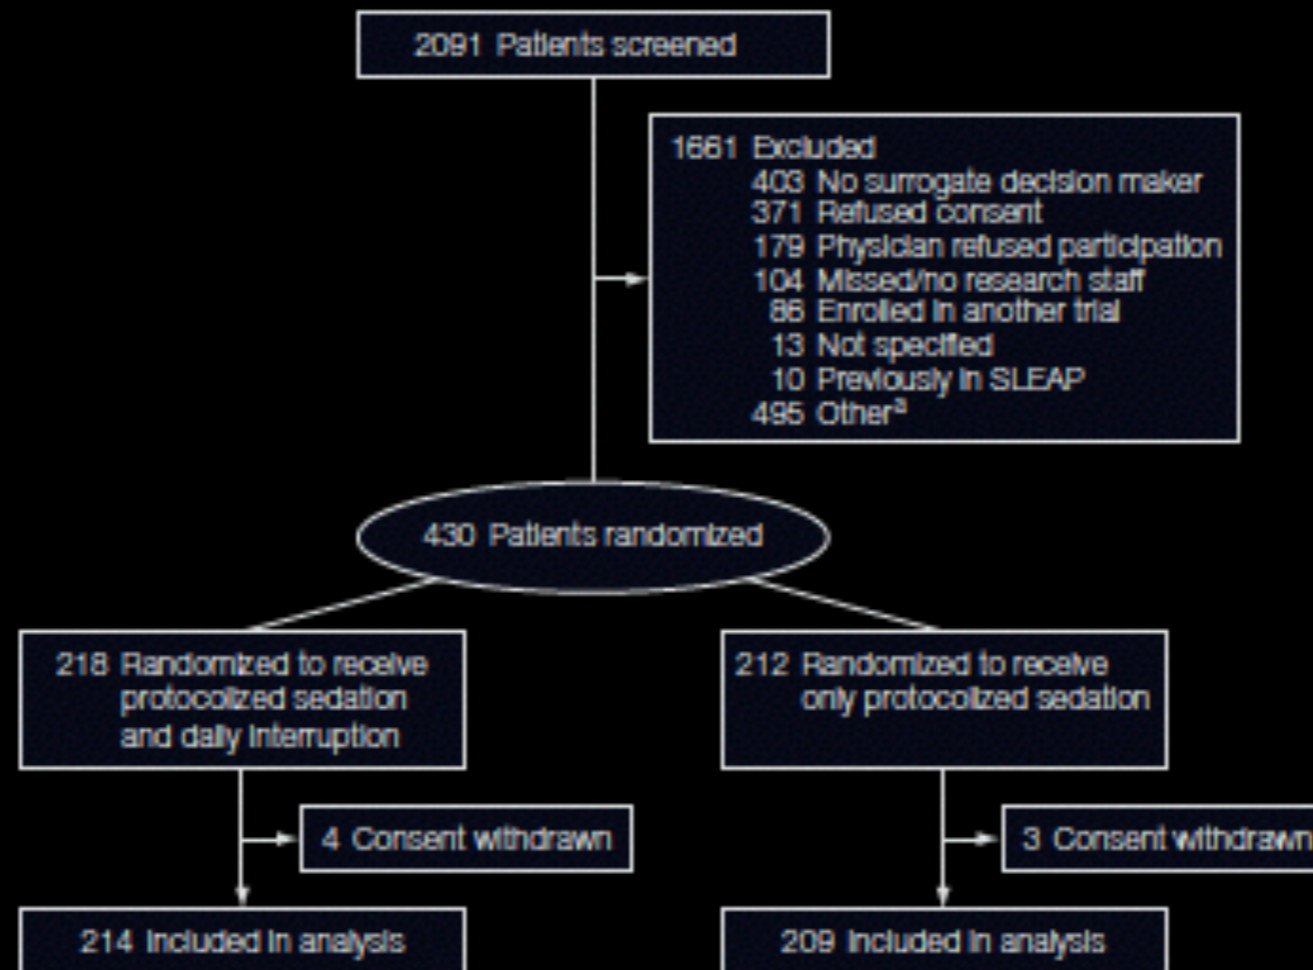 2091 Patients screened
1661 Excluded
403 No surrogate decision maker
371 Refused consent
179 Physician refused participation
104 Missed/no research staff
86 Enrolled in another trial
13 Not specified
10 Previously in SLEAP
495 Otherᵃ
430 Patients randomized
218 Randomized to receive
protocolized sedation
and daily interruption
212 Randomized to receive
only protocolized sedation
4 Consent withdrawn
3 Consent withdrawn
214 Included in analysis
209 Included in analysis